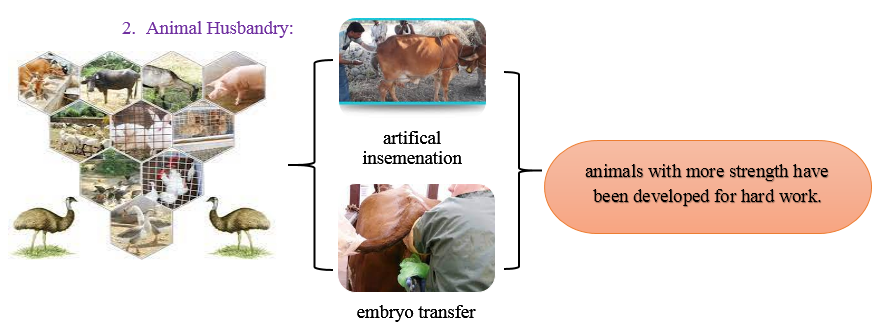 2. Animal Husbandry:
artifical
insemenation
embryo transfer
animals with more strength have
been developed for hard work.